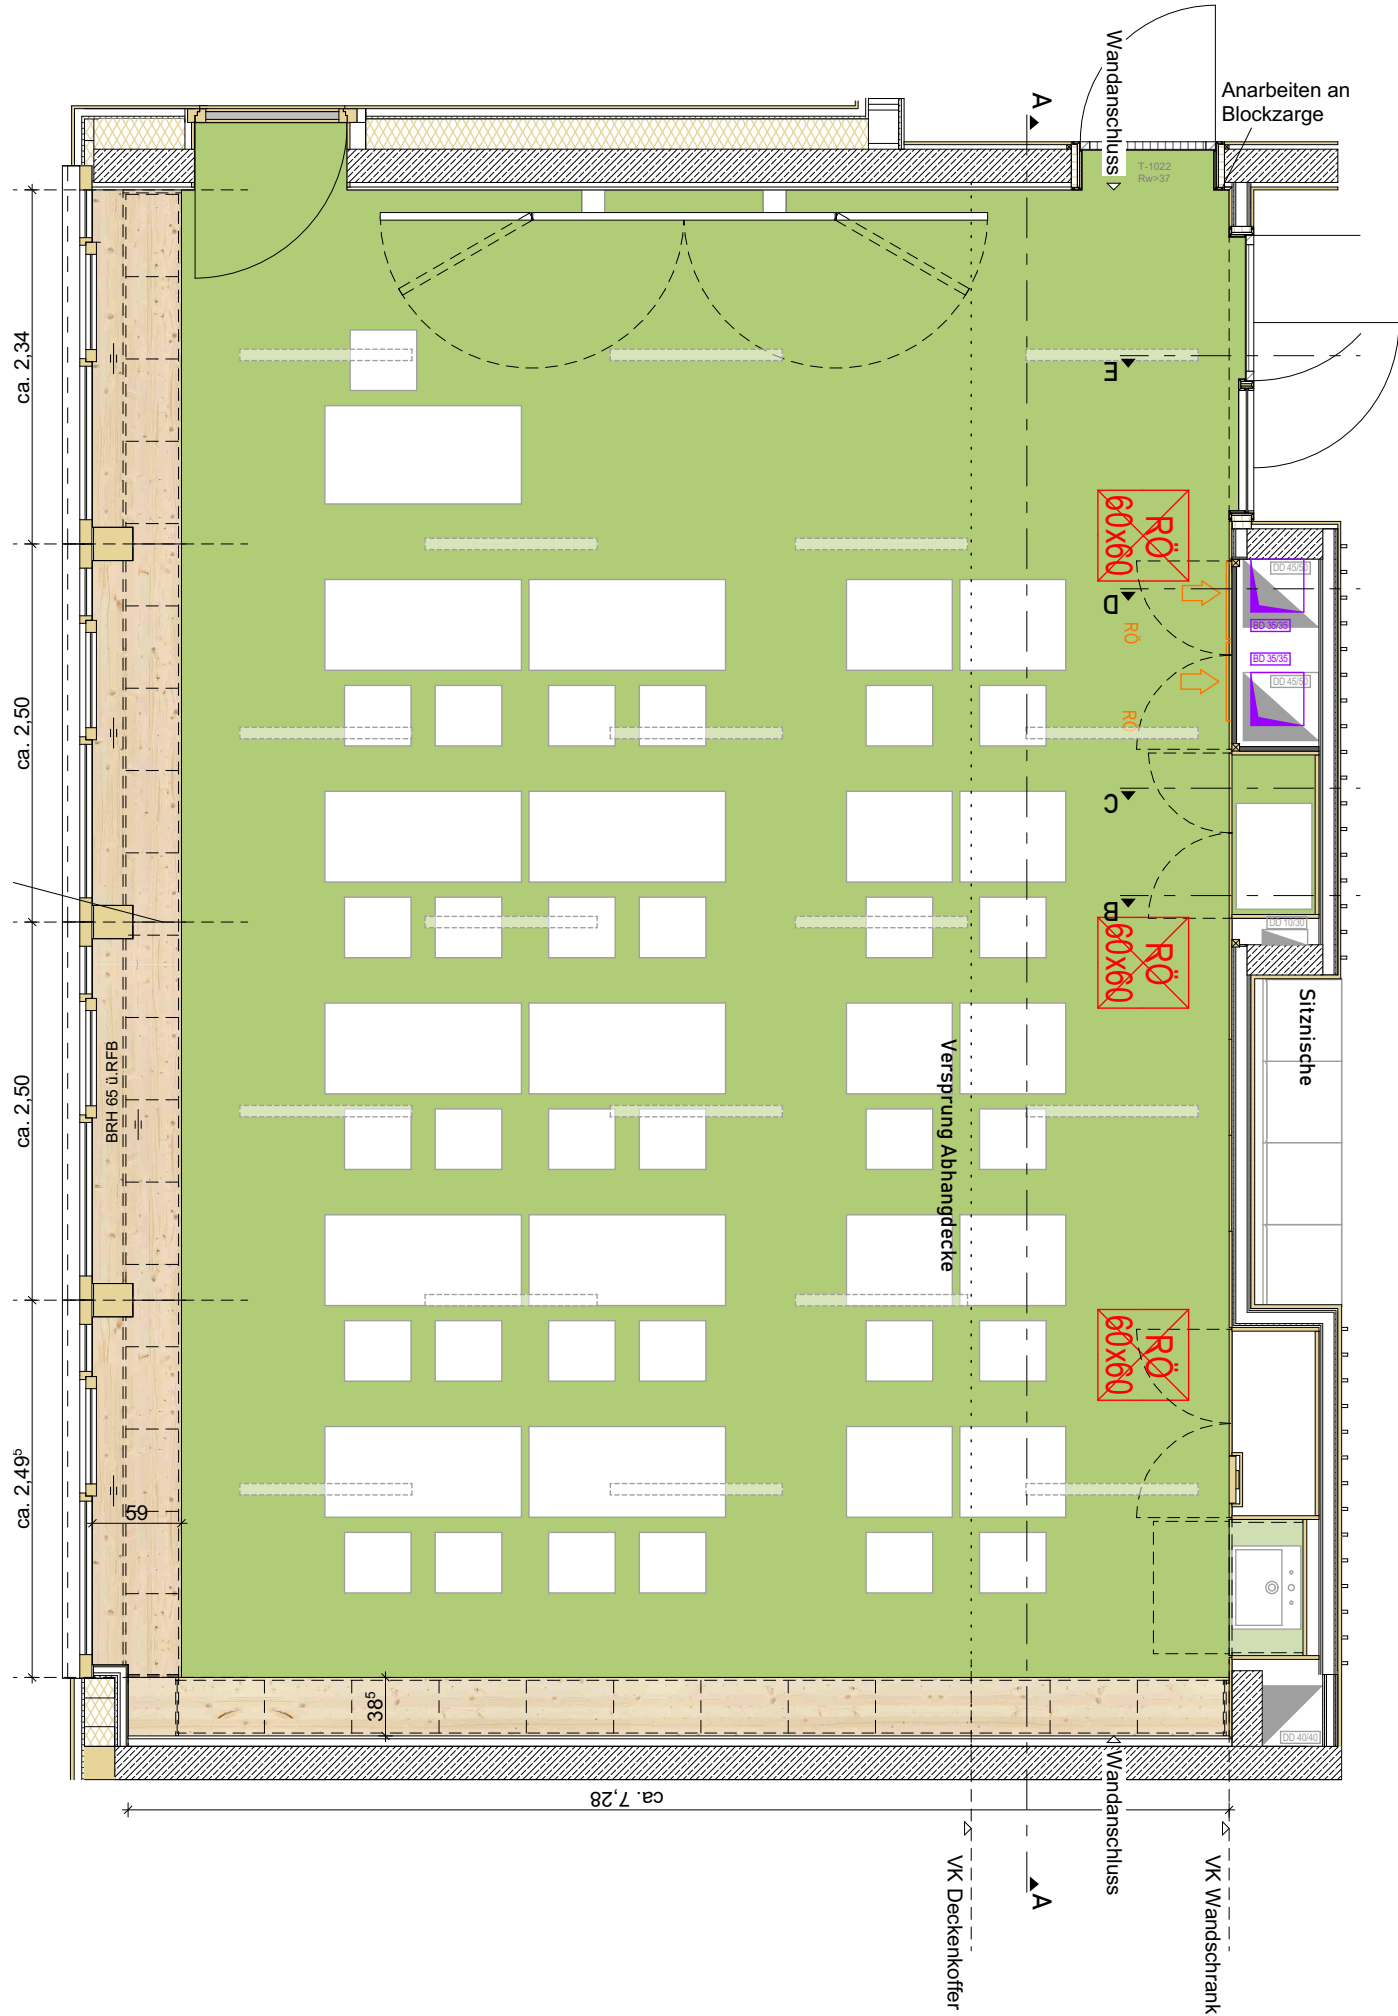 Wandanschluss
Anarbeiten an
Blockzarge
A
T-1022
Rw>37
ca. 2,34
E
RÖ
60x60
DD 45/50
D
BD 35/35
RÖ
BD 35/35
DD 45/50
RÖ
ca. 2,50
C
B
DD 10/30
RÖ
60x60
Sitznische
Versprung Abhangdecke
BRH 65 ü.RFB
ca. 2,50
RÖ
60x60
ca. 2,49⁵
59
38⁵
DD 40/40
ca. 7,28
Wandanschluss
VK Deckenkoffer
A
VK Wandschrank